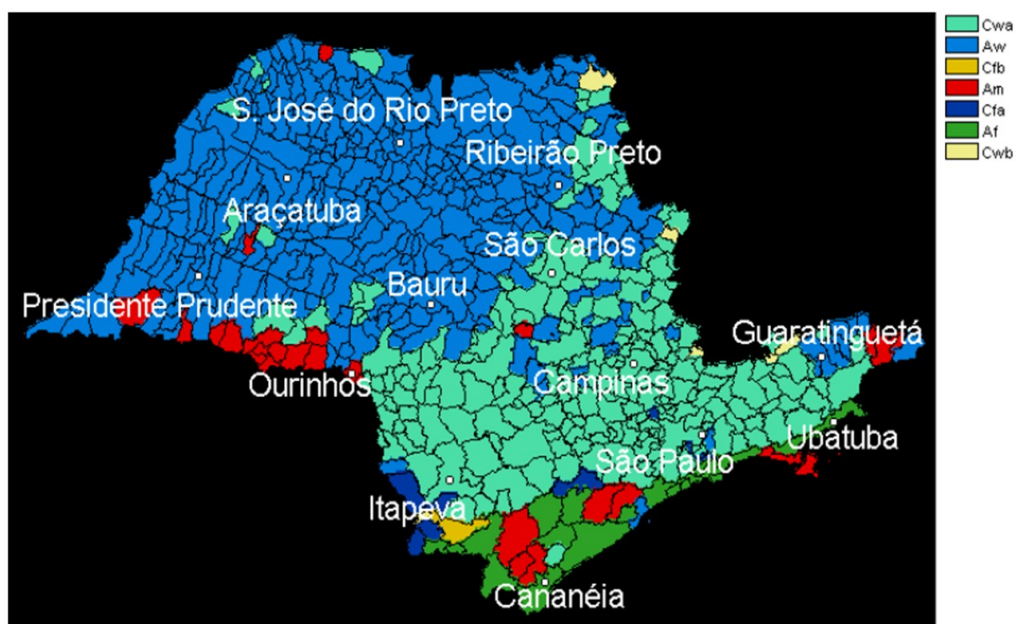 Cwa
Aw
Cfb
Am
Cfa
Af
Cwb
S. José do Rio Preto
Ribeirão Preto
Araçatuba
São Carlos
Bauru
Presidente Prudente
Guaratinguetá
Ourinhos
Campinas
Ubatuba
São Paulo
Itapeva
Cananéia